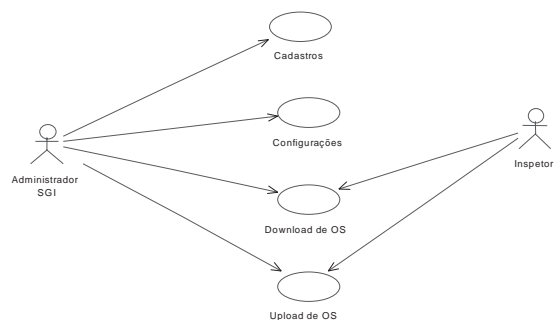 Cadastros
Configurações
Administrador
SGI
Inspetor
Download de OS
Upload de OS